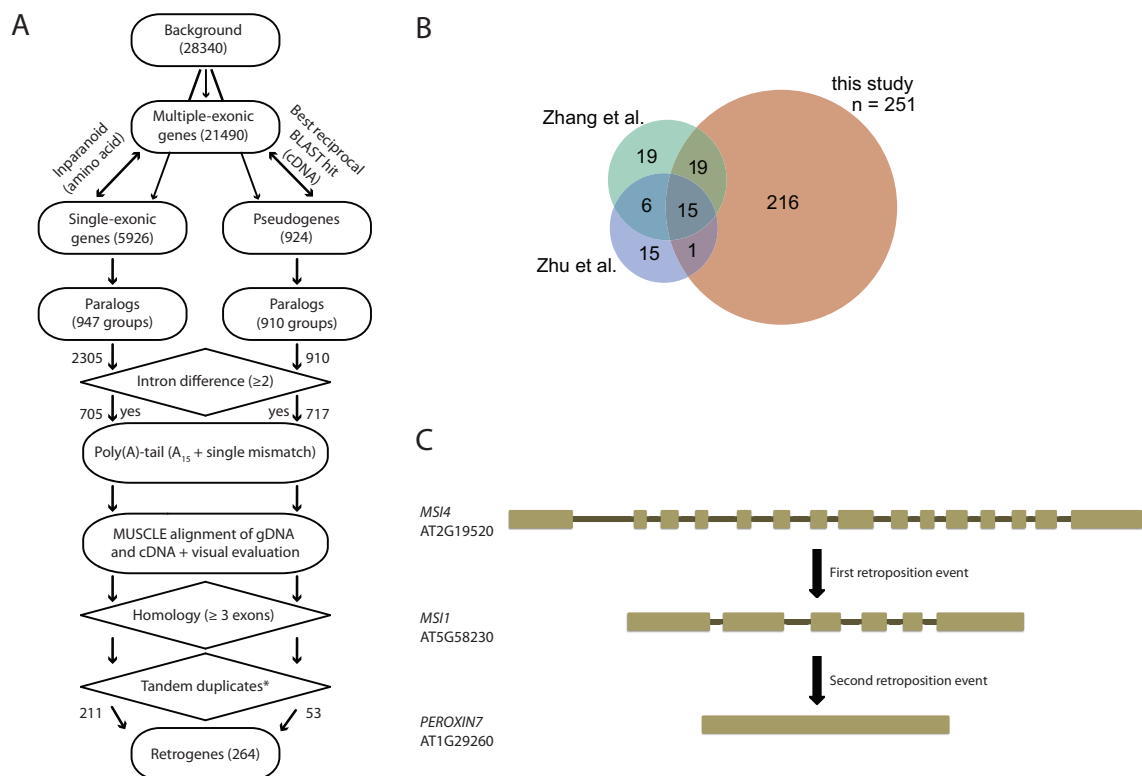 A
Background
(28340)
Multiple-exonic
genes (21490)
Inparanoid
(amino acid)
Best reciprocal
BLAST hit
(cDNA)
Single-exonic
genes (5926)
Pseudogenes
(924)
Paralogs
(947 groups)
Paralogs
(910 groups)
2305
910
Intron difference (≥2)
705 yes
yes 717
Poly(A)-tail (A₁₅ + single mismatch)
MUSCLE alignment of gDNA
and cDNA + visual evaluation
Homology (≥ 3 exons)
Tandem duplicates*
211
53
Retrogenes (264)
B
this study
n = 251
Zhang et al.
19
19
6
15
216
15
1
Zhu et al.
C
MSI4
AT2G19520
First retroposition event
MSI1
AT5G58230
Second retroposition event
PEROXIN7
AT1G29260